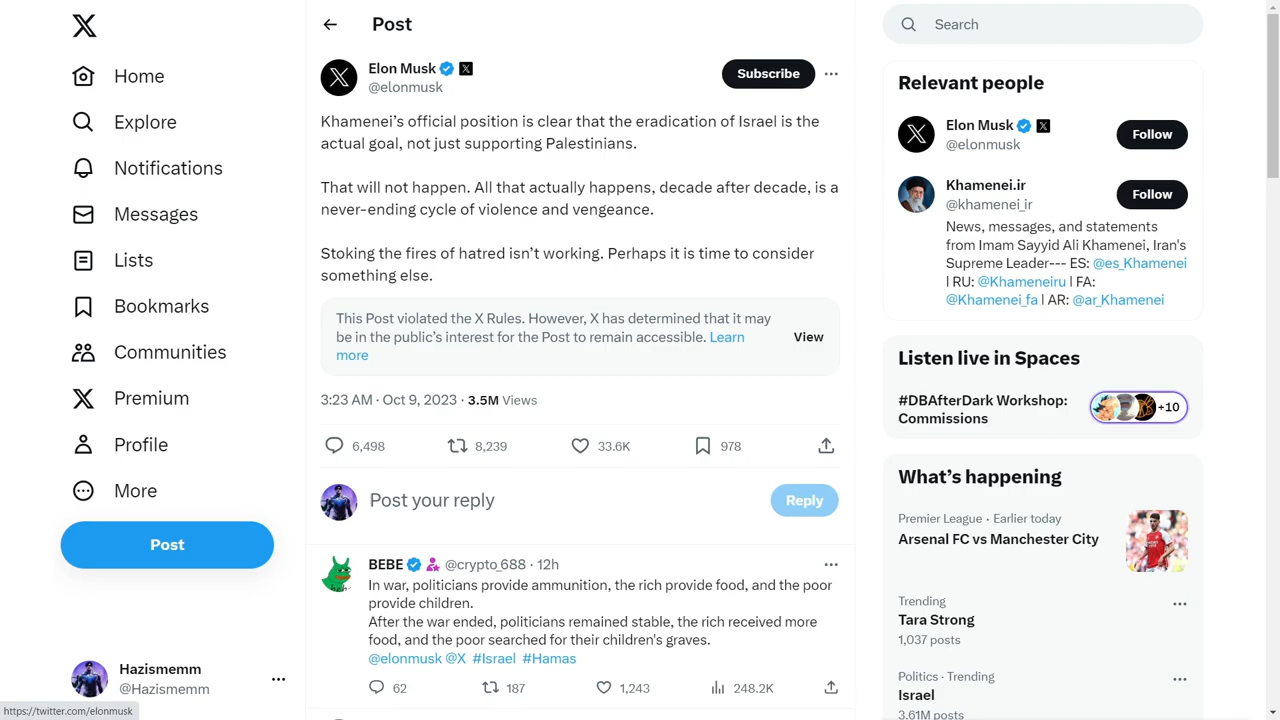 Home
Explore
Notifications
Messages
Lists
Bookmarks
Communities
Premium
Profile
More
Post
Hazismemm
@Hazismemm
https://twitter.com/elonmusk
Post
Elon Musk
@elonmusk
Subscribe
Khamenei’s official position is clear that the eradication of Israel is the
actual goal, not just supporting Palestinians.
That will not happen. All that actually happens, decade after decade, is a
never-ending cycle of violence and vengeance.
Stoking the fires of hatred isn’t working. Perhaps it is time to consider
something else.
This Post violated the X Rules. However, X has determined that it may
be in the public’s interest for the Post to remain accessible. Learn
more
View
3:23 AM · Oct 9, 2023 · 3.5M Views
6,498 8,239 33.6K 978
Post your reply
Reply
BEBE @crypto_688 · 12h
In war, politicians provide ammunition, the rich provide food, and the poor
provide children.
After the war ended, politicians remained stable, the rich received more
food, and the poor searched for their children's graves.
@elonmusk @X #Israel #Hamas
62 187 1,243 248.2K
Search
Relevant people
Elon Musk
@elonmusk
Follow
Khamenei.ir
@khamenei_ir
Follow
News, messages, and statements
from Imam Sayyid Ali Khamenei, Iran's
Supreme Leader--- ES: @es_Khamenei
| RU: @Khameneiru | FA:
@Khamenei_fa | AR: @ar_Khamenei
Listen live in Spaces
#DBAfterDark Workshop:
Commissions
+10
What’s happening
Premier League · Earlier today
Arsenal FC vs Manchester City
Trending
Tara Strong
1,037 posts
Politics · Trending
Israel
3.61M posts